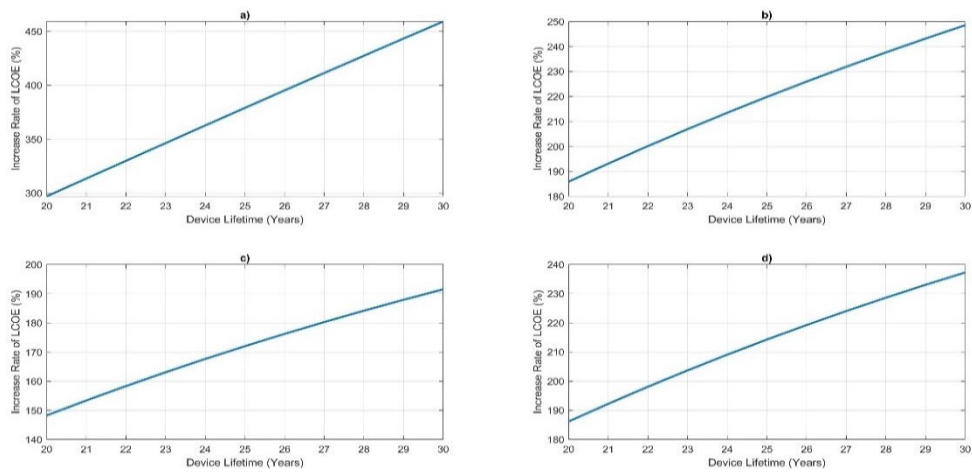 a)
Increase Rate of LCOE (%)
450
400
350
300
20 21 22 23 24 25 26 27 28 29 30
Device Lifetime (Years)
b)
Increase Rate of LCOE (%)
250
240
230
220
210
200
190
180
20 21 22 23 24 25 26 27 28 29 30
Device Lifetime (Years)
c)
Increase Rate of LCOE (%)
200
190
180
170
160
150
140
20 21 22 23 24 25 26 27 28 29 30
Device Lifetime (Years)
d)
Increase Rate of LCOE (%)
240
230
220
210
200
190
180
20 21 22 23 24 25 26 27 28 29 30
Device Lifetime (Years)